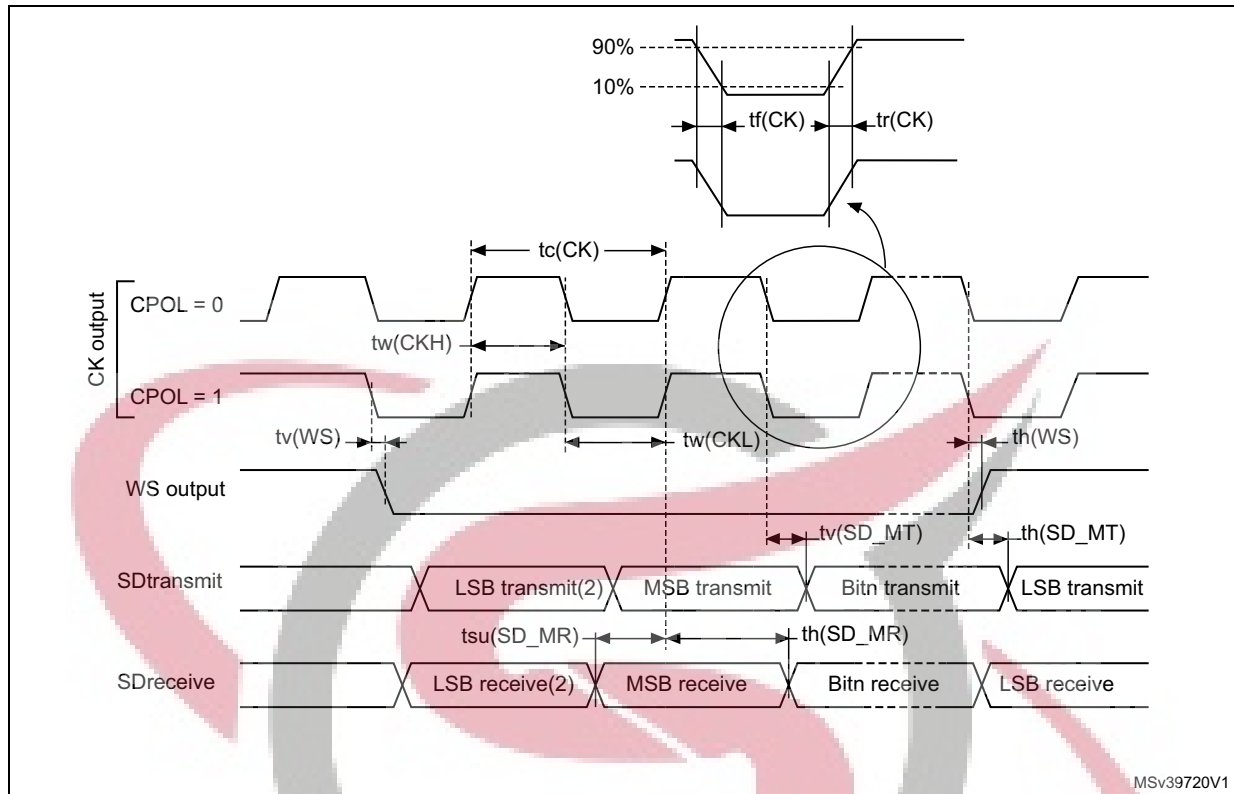 90%
10%
tf(CK)
tr(CK)
tc(CK)
CK output
CPOL = 0
tw(CKH)
CPOL = 1
tv(WS)
tw(CKL)
th(WS)
WS output
tv(SD_MT)
th(SD_MT)
SDtransmit
LSB transmit(2)
MSB transmit
Bitn transmit
LSB transmit
tsu(SD_MR)
th(SD_MR)
SDreceive
LSB receive(2)
MSB receive
Bitn receive
LSB receive
MSv39720V1